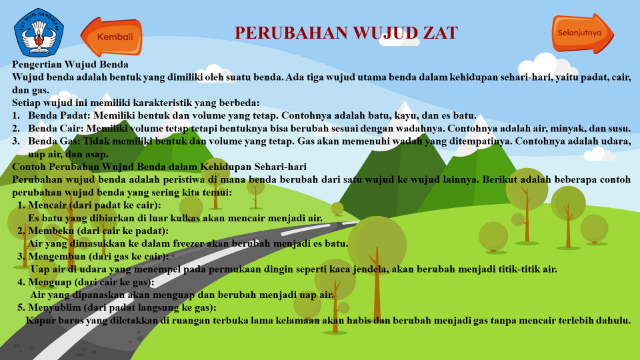 PERUBAHAN WUJUD ZAT
Kembali
Selanjutnya
TUT WURI HANDAYANI
Pengertian Wujud Benda
Wujud benda adalah bentuk yang dimiliki oleh suatu benda. Ada tiga wujud utama benda dalam kehidupan sehari-hari, yaitu padat, cair,
dan gas.
Setiap wujud ini memiliki karakteristik yang berbeda:
1. Benda Padat: Memiliki bentuk dan volume yang tetap. Contohnya adalah batu, kayu, dan es batu.
2. Benda Cair: Memiliki volume tetap tetapi bentuknya bisa berubah sesuai dengan wadahnya. Contohnya adalah air, minyak, dan susu.
3. Benda Gas: Tidak memiliki bentuk dan volume yang tetap. Gas akan memenuhi wadah yang ditempatinya. Contohnya adalah udara,
uap air, dan asap.
Contoh Perubahan Wujud Benda dalam Kehidupan Sehari-hari
Perubahan wujud benda adalah peristiwa di mana benda berubah dari satu wujud ke wujud lainnya. Berikut adalah beberapa contoh
perubahan wujud benda yang sering kita temui:
1. Mencair (dari padat ke cair):
Es batu yang dibiarkan di luar kulkas akan mencair menjadi air.
2. Membeku (dari cair ke padat):
Air yang dimasukkan ke dalam freezer akan berubah menjadi es batu.
3. Mengembun (dari gas ke cair):
Uap air di udara yang menempel pada permukaan dingin seperti kaca jendela, akan berubah menjadi titik-titik air.
4. Menguap (dari cair ke gas):
Air yang dipanaskan akan menguap dan berubah menjadi uap air.
5. Menyublim (dari padat langsung ke gas):
Kapur barus yang diletakkan di ruangan terbuka lama kelamaan akan habis dan berubah menjadi gas tanpa mencair terlebih dahulu.